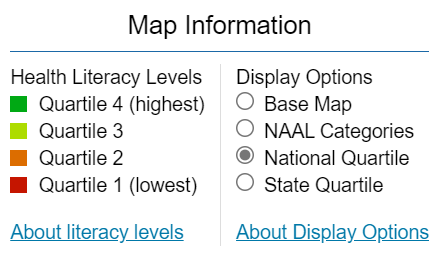 Map Information
Health Literacy Levels
Quartile 4 (highest)
Quartile 3
Quartile 2
Quartile 1 (lowest)
About literacy levels
Display Options
Base Map
NAAL Categories
National Quartile
State Quartile
About Display Options